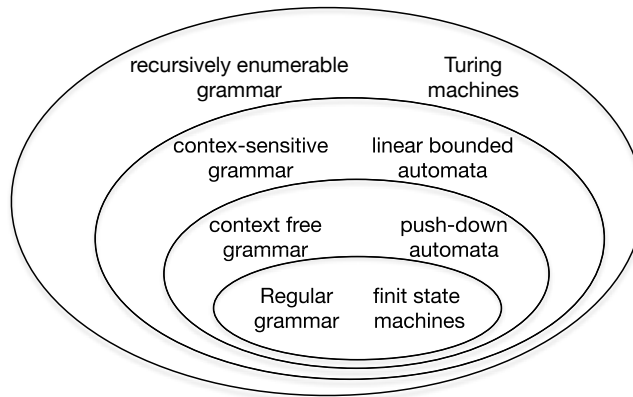 recursively enumerable
grammar
Turing
machines
contex-sensitive
grammar
linear bounded
automata
context free
grammar
push-down
automata
Regular
grammar
finit state
machines